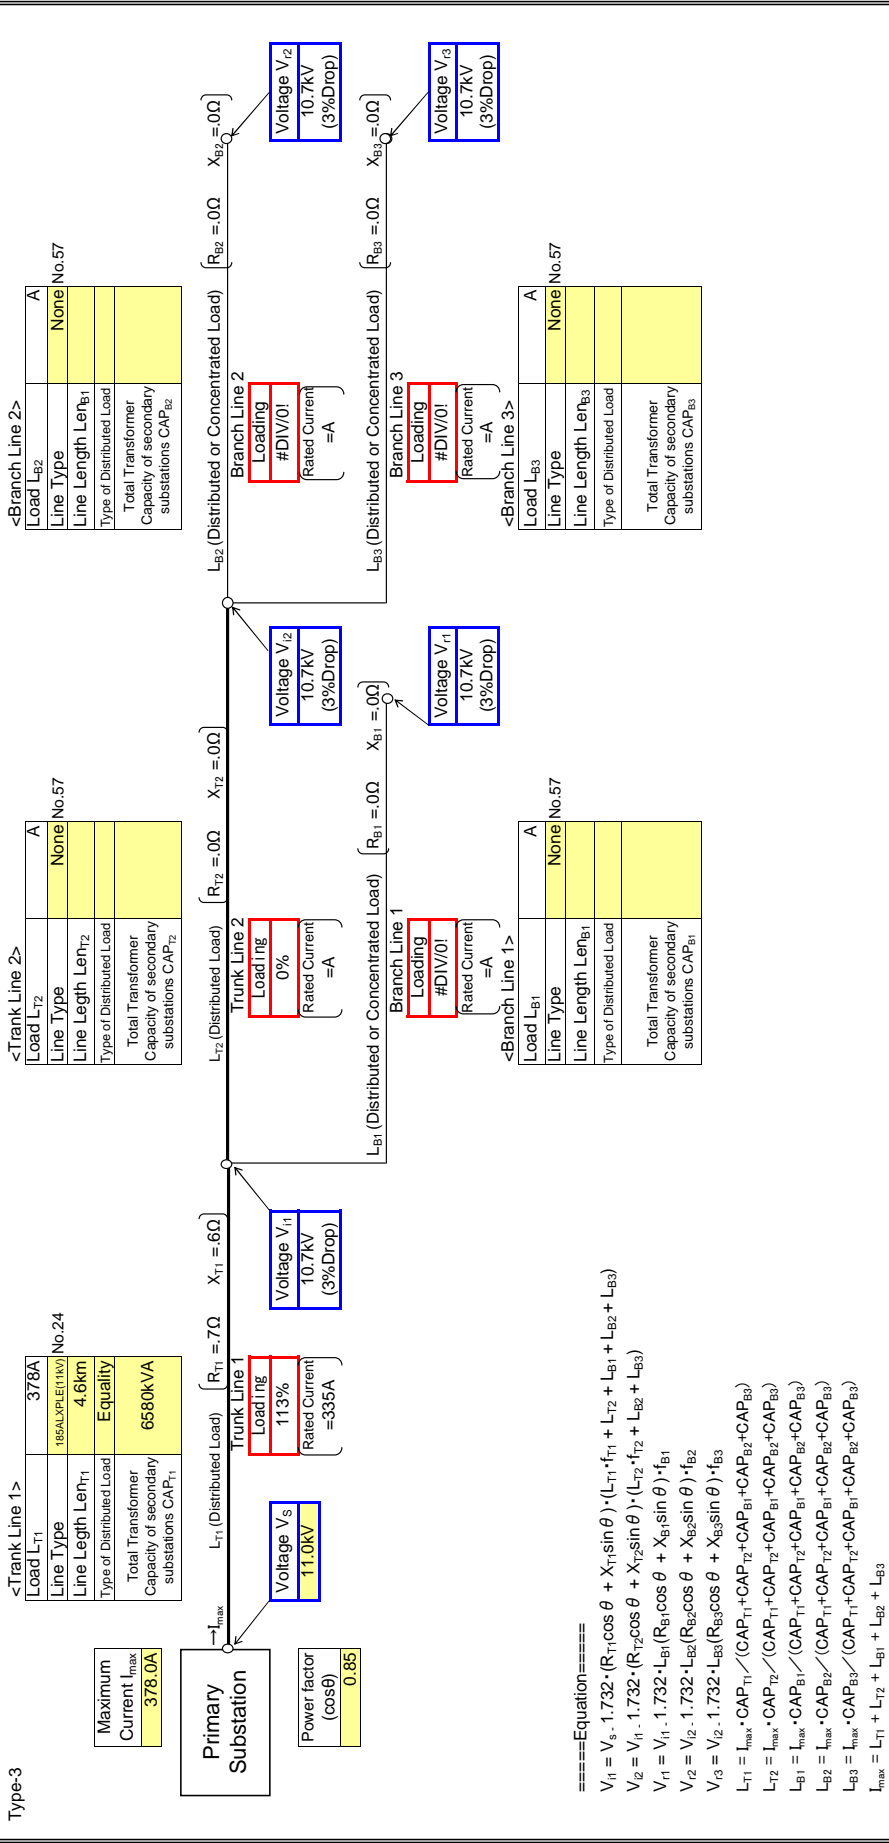 Type-3
Maximum
Current Imax
378.0A
Primary
Substation
Power factor
(cosθ)
0.85
→Imax
Voltage VS
11.0kV
<Trank Line 1>
Load LT1 378A
Line Type 185ALXPLE(11kV) No.24
Line Legth LenT1 4.6km
Type of Distributed Load Equality
Total Transformer
Capacity of secondary
substations CAPT1
6580kVA
LT1 (Distributed Load)
RT1 =.7Ω XT1 =.6Ω
Trunk Line 1
Loading
113%
Rated Current
=335A
Voltage Vi1
10.7kV
(3%Drop)
<Trank Line 2>
Load LT2 A
Line Type None No.57
Line Legth LenT2
Type of Distributed Load
Total Transformer
Capacity of secondary
substations CAPT2
LT2 (Distributed Load)
RT2 =.0Ω XT2 =.0Ω
Trunk Line 2
Loading
0%
Rated Current
=A
Voltage Vi2
10.7kV
(3%Drop)
LB1 (Distributed or Concentrated Load)
RB1 =.0Ω XB1 =.0Ω
Branch Line 1
Loading
#DIV/0!
Rated Current
=A
Voltage Vr1
10.7kV
(3%Drop)
<Branch Line 1>
Load LB1 A
Line Type None No.57
Line Length LenB1
Type of Distributed Load
Total Transformer
Capacity of secondary
substations CAPB1
<Branch Line 2>
Load LB2 A
Line Type None No.57
Line Length LenB1
Type of Distributed Load
Total Transformer
Capacity of secondary
substations CAPB2
LB2 (Distributed or Concentrated Load)
RB2 =.0Ω XB2 =.0Ω
Branch Line 2
Loading
#DIV/0!
Rated Current
=A
Voltage Vr2
10.7kV
(3%Drop)
LB3 (Distributed or Concentrated Load)
RB3 =.0Ω XB3 =.0Ω
Branch Line 3
Loading
#DIV/0!
Rated Current
=A
Voltage Vr3
10.7kV
(3%Drop)
<Branch Line 3>
Load LB3 A
Line Type None No.57
Line Length LenB3
Type of Distributed Load
Total Transformer
Capacity of secondary
substations CAPB3
=====Equation=====
Vi1 = Vs - 1.732・(RT1cosθ + XT1sinθ)・(LT1・fT1 + LT2 + LB1 + LB2 + LB3)
Vi2 = Vi1 - 1.732・(RT2cosθ + XT2sinθ)・(LT2・fT2 + LB2 + LB3)
Vr1 = Vi1 - 1.732・LB1(RB1cosθ + XB1sinθ)・fB1
Vr2 = Vi2 - 1.732・LB2(RB2cosθ + XB2sinθ)・fB2
Vr3 = Vi2 - 1.732・LB3(RB3cosθ + XB3sinθ)・fB3
LT1 = Imax・CAPT1／(CAPT1+CAPT2+CAPB1+CAPB2+CAPB3)
LT2 = Imax・CAPT2／(CAPT1+CAPT2+CAPB1+CAPB2+CAPB3)
LB1 = Imax・CAPB1／(CAPT1+CAPT2+CAPB1+CAPB2+CAPB3)
LB2 = Imax・CAPB2／(CAPT1+CAPT2+CAPB1+CAPB2+CAPB3)
LB3 = Imax・CAPB3／(CAPT1+CAPT2+CAPB1+CAPB2+CAPB3)
Imax = LT1 + LT2 + LB1 + LB2 + LB3